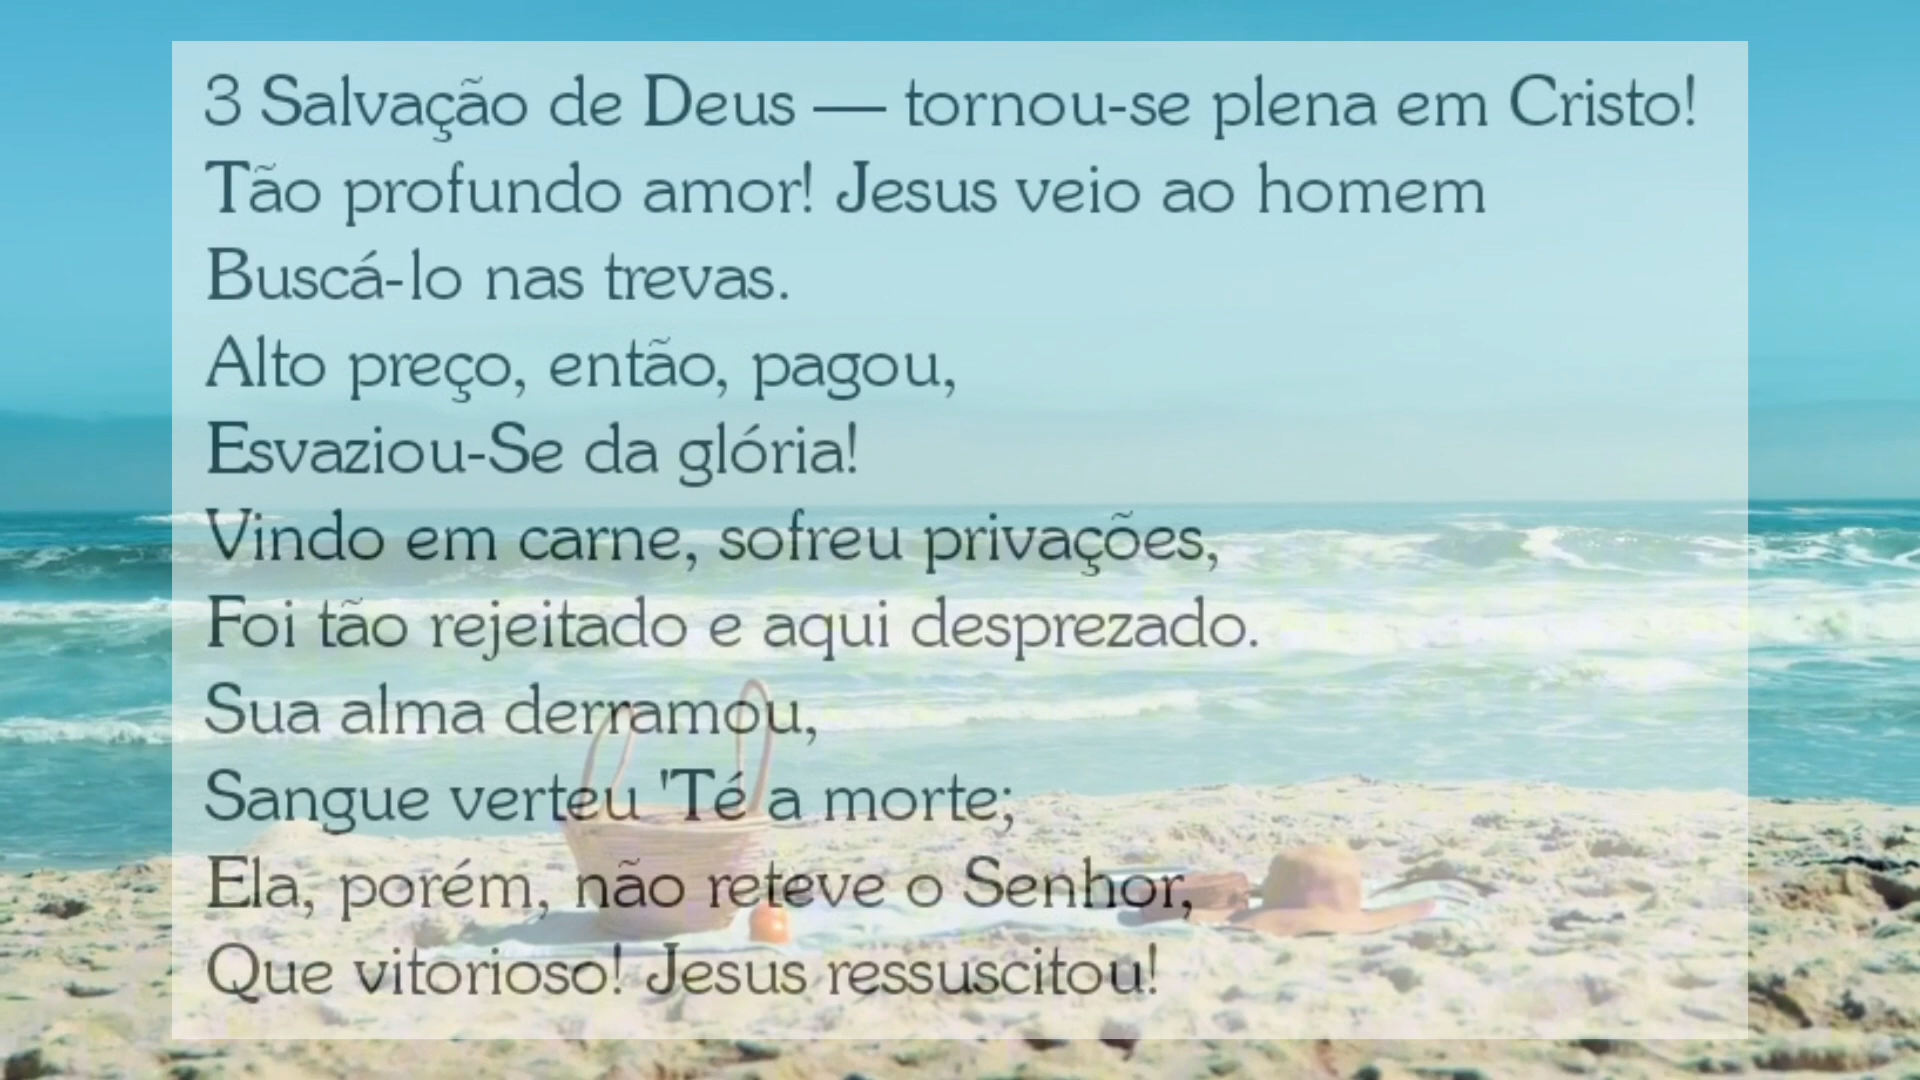 3 Salvação de Deus — tornou-se plena em Cristo!
Tão profundo amor! Jesus veio ao homem
Buscá-lo nas trevas.
Alto preço, então, pagou,
Esvaziou-Se da glória!
Vindo em carne, sofreu privações,
Foi tão rejeitado e aqui desprezado.
Sua alma derramou,
Sangue verteu 'Té a morte;
Ela, porém, não reteve o Senhor,
Que vitorioso! Jesus ressuscitou!